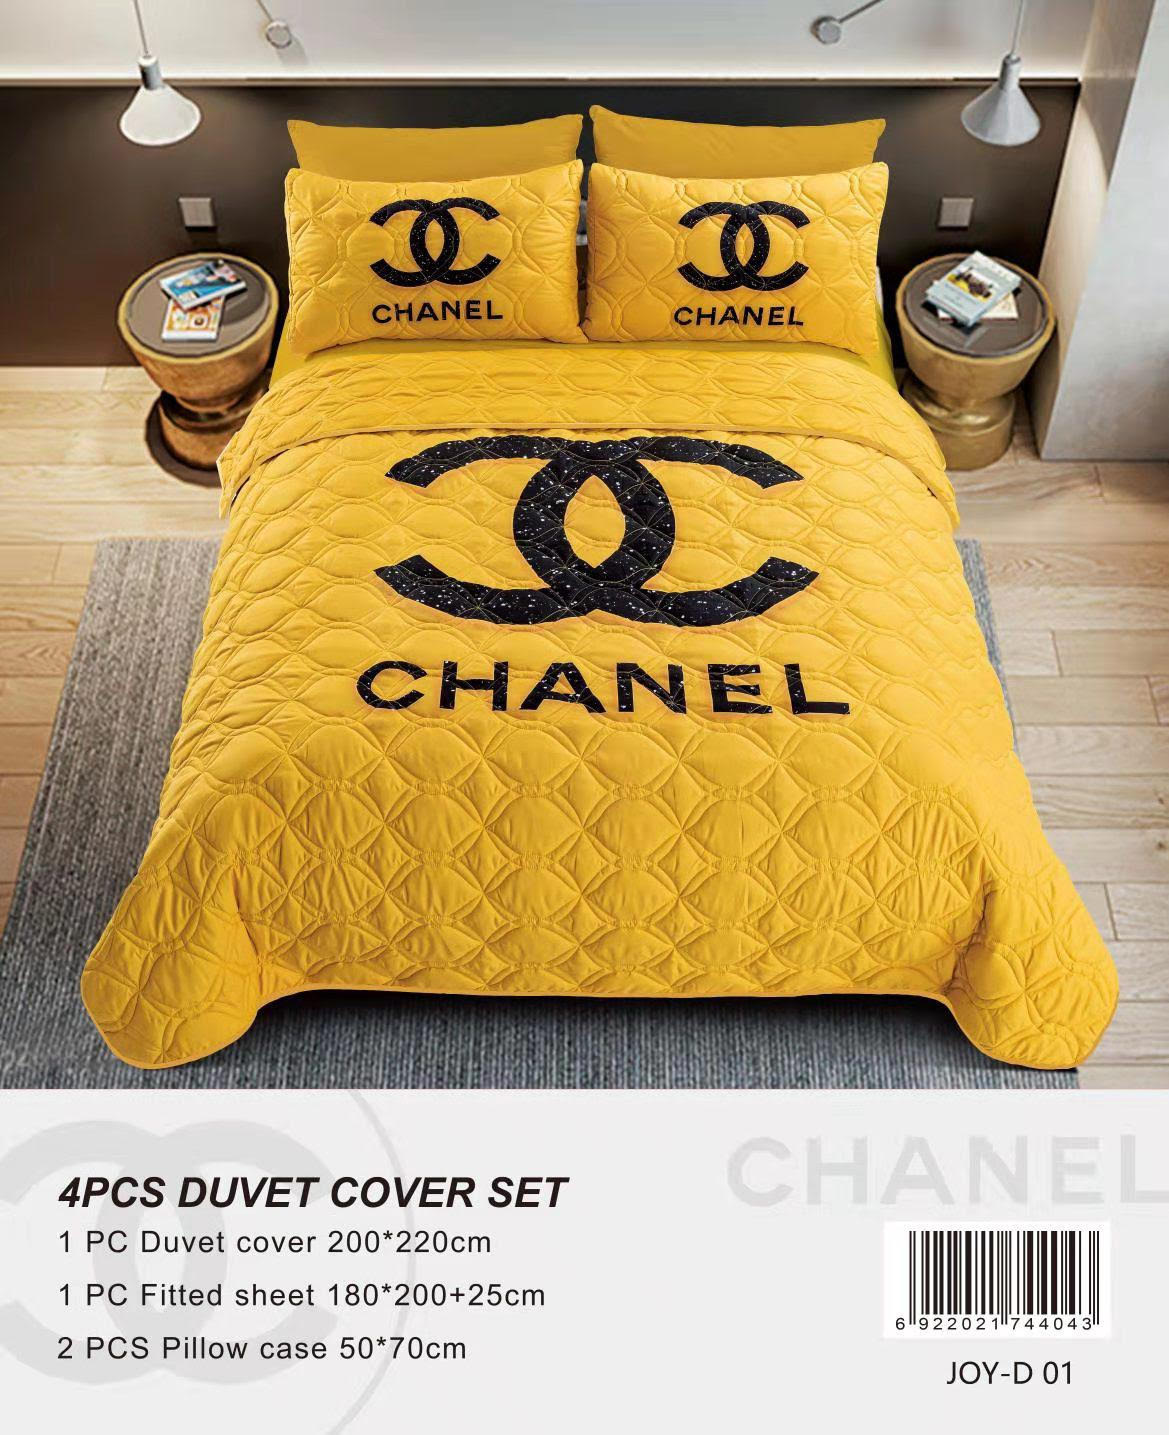 CHANEL
CHANEL
CHANEL
CHANEL
4PCS DUVET COVER SET
1 PC Duvet cover 200*220cm
1 PC Fitted sheet 180*200+25cm
2 PCS Pillow case 50*70cm
6 922021 744043
JOY-D 01